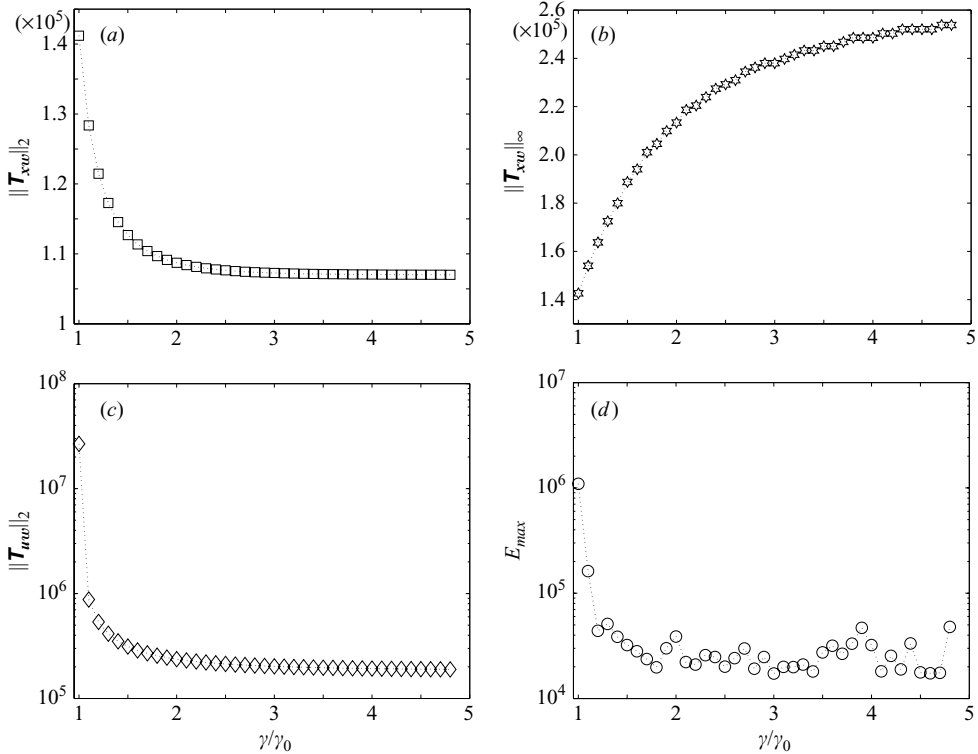 (×10⁵)
(a)
1.4
1.3
1.2
1.1
1
||T_xw||₂
1 2 3 4 5
(×10⁵)
(b)
2.6
2.4
2.2
2.0
1.8
1.6
1.4
||T_xw||∞
1 2 3 4 5
(c)
10⁸
10⁷
10⁶
10⁵
||T_uw||₂
1 2 3 4 5
γ/γ₀
(d)
10⁷
10⁶
10⁵
10⁴
E_max
1 2 3 4 5
γ/γ₀